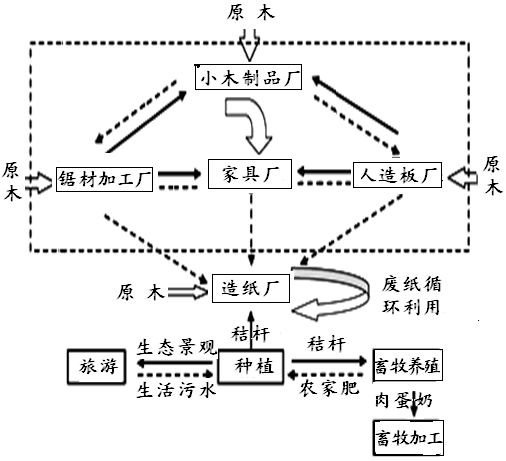 原 木
小木制品厂
原
木
锯材加工厂
家具厂
人造板厂
原
木
原 木
造纸厂
废纸循
环利用
秸杆
旅游
生态景观
生活污水
种植
秸杆
农家肥
畜牧养殖
肉蛋奶
畜牧加工